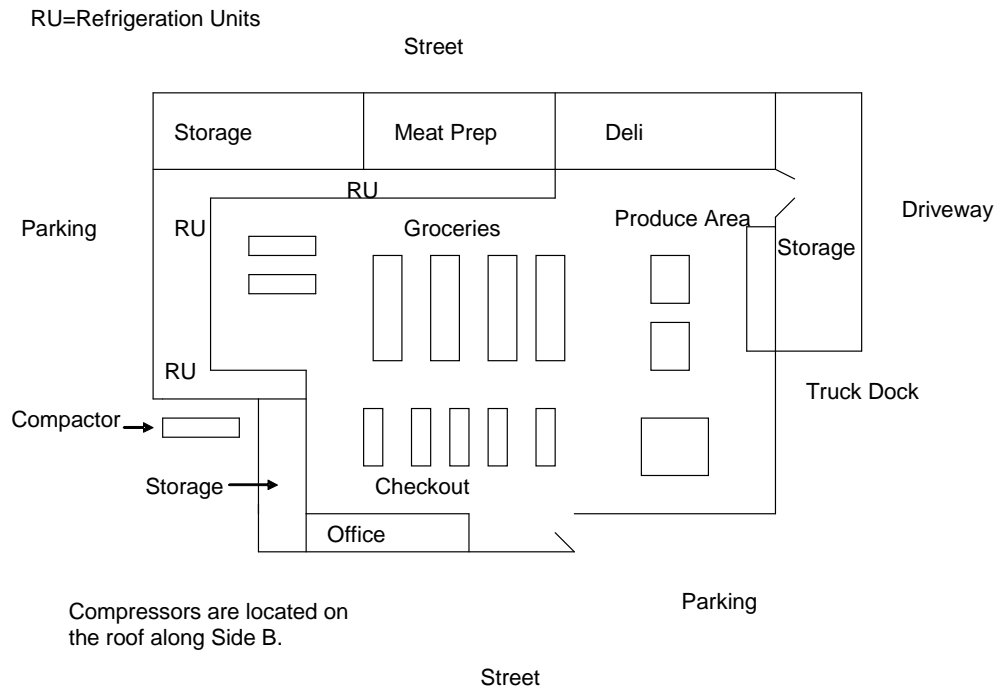 RU=Refrigeration Units
Street
Storage
Meat Prep
Deli
RU
Driveway
Parking
RU
Groceries
Produce Area
Storage
RU
Truck Dock
Compactor
Storage
Checkout
Office
Parking
Compressors are located on
the roof along Side B.
Street